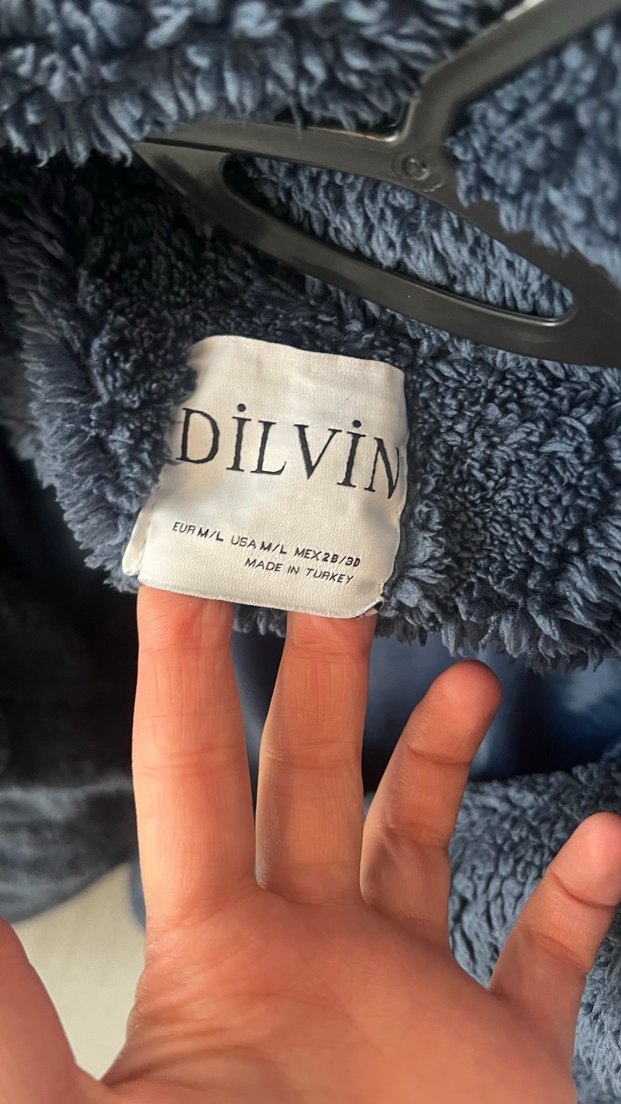 DİLVİN
EUR M/L USA M/L MEX 28/30
MADE IN TURKEY